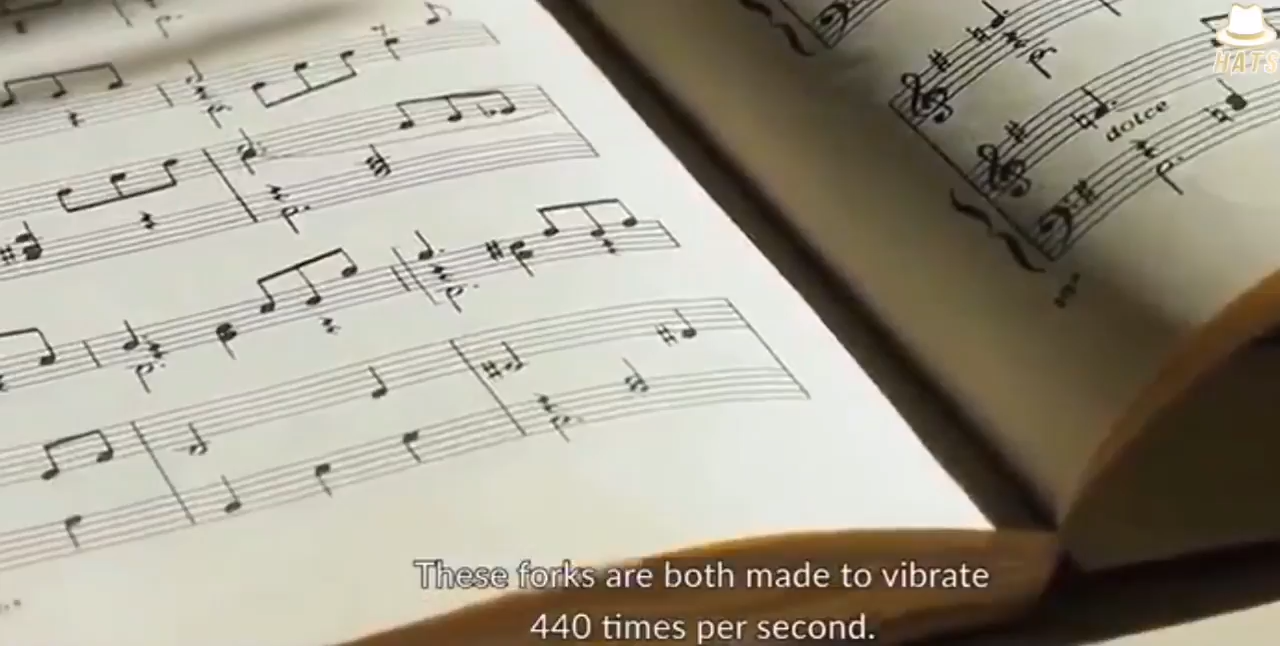 HATS
dolce
These forks are both made to vibrate
440 times per second.